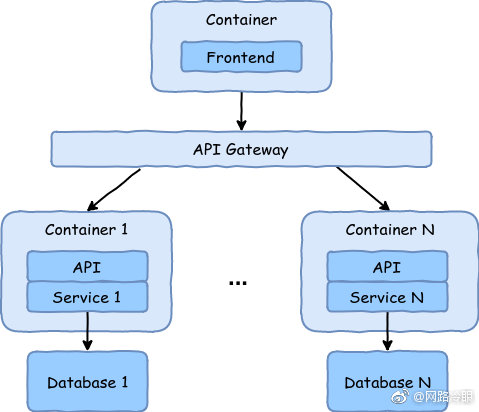 Container
Frontend
API Gateway
Container 1
API
Service 1
Database 1
...
Container N
API
Service N
Database N
@网路冷眼